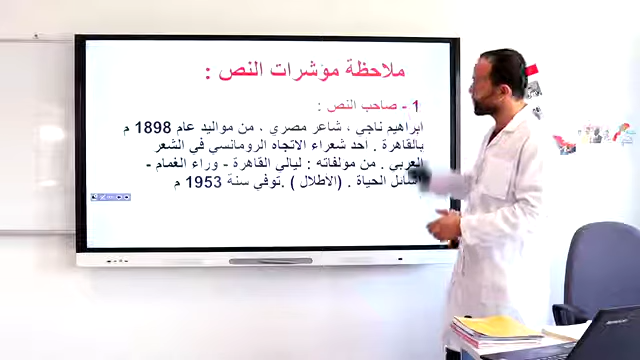 ملاحظة مؤشرات النص :
1 - صاحب النص :
ابراهيم ناجي ، شاعر مصري ، من مواليد عام 1898 م
بالقاهرة . احد شعراء الاتجاه الرومانسي في الشعر
العربي . من مولفاته : ليالي القاهرة - وراء الغمام -
الحياة . (الأطلال ) .توفي سنة 1953 م